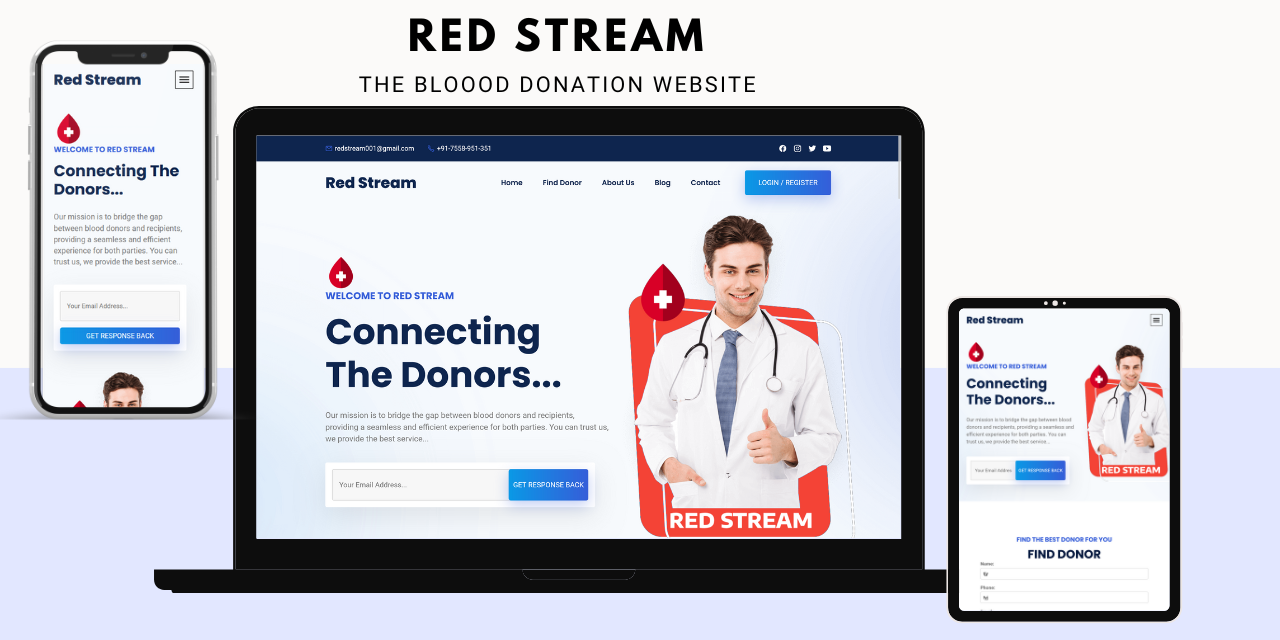 RED STREAM
THE BLOOOD DONATION WEBSITE
Red Stream
WELCOME TO RED STREAM
Connecting The
Donors...
Our mission is to bridge the gap
between blood donors and recipients,
providing a seamless and efficient
experience for both parties. You can
trust us, we provide the best service...
Your Email Address...
GET RESPONSE BACK
redstream001@gmail.com +91-7558-951-351
Red Stream Home Find Donor About Us Blog Contact LOGIN / REGISTER
WELCOME TO RED STREAM
Connecting
The Donors...
Our mission is to bridge the gap between blood donors and recipients,
providing a seamless and efficient experience for both parties. You can trust us,
we provide the best service...
Your Email Address... GET RESPONSE BACK
RED STREAM
Red Stream
WELCOME TO RED STREAM
Connecting
The Donors...
Our mission is to bridge the gap between blood
donors and recipients, providing a seamless and
efficient experience for both parties. You can
trust us, we provide the best service...
Your Email Address GET RESPONSE BACK
RED STREAM
FIND THE BEST DONOR FOR YOU
FIND DONOR
Name:
Phone: